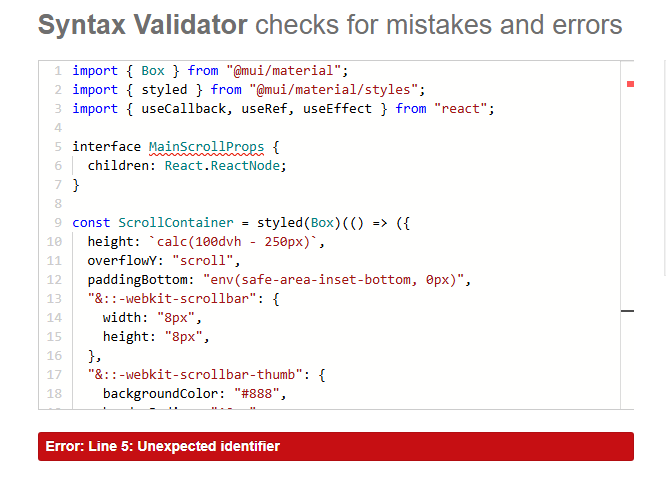 Syntax Validator checks for mistakes and errors
1 import { Box } from "@mui/material";
2 import { styled } from "@mui/material/styles";
3 import { useCallback, useRef, useEffect } from "react";
4
5 interface MainScrollProps {
6   children: React.ReactNode;
7 }
8
9 const ScrollContainer = styled(Box)(() => ({
10   height: `calc(100dvh - 250px)`,
11   overflowY: "scroll",
12   paddingBottom: "env(safe-area-inset-bottom, 0px)",
13   "&::-webkit-scrollbar": {
14     width: "8px",
15     height: "8px",
16   },
17   "&::-webkit-scrollbar-thumb": {
18     backgroundColor: "#888",
Error: Line 5: Unexpected identifier